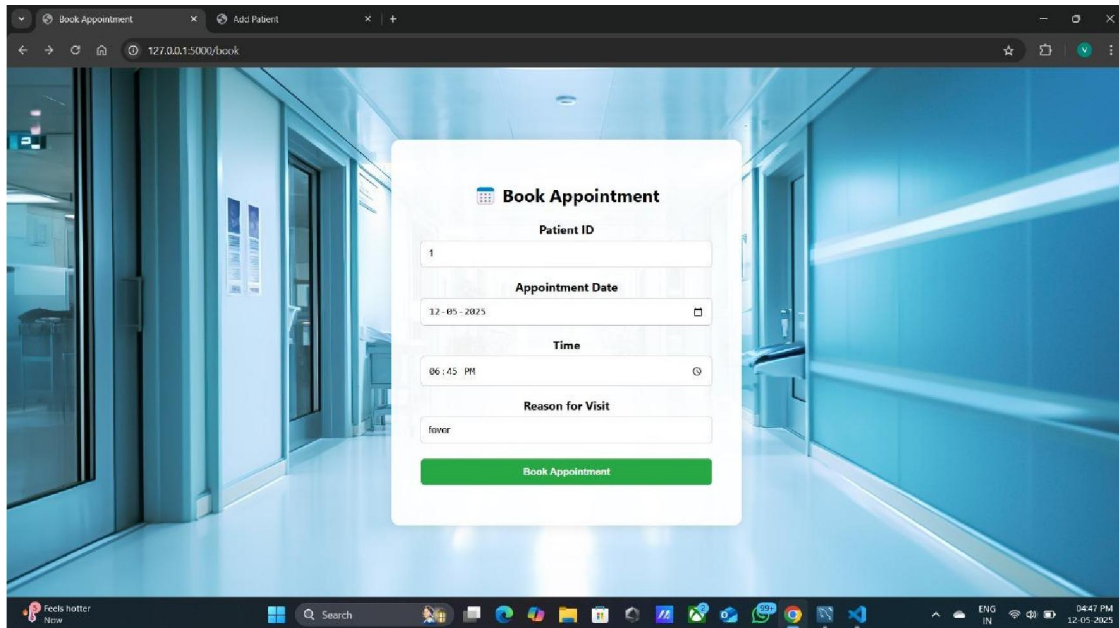 Book Appointment
Add Patient
127.0.0.1:5000/book
V
Book Appointment
Patient ID
1
Appointment Date
12-05-2025
Time
06:45 PM
Reason for Visit
fever
Book Appointment
Feels hotter
Now
Search
99+
ENG
IN
04:47 PM
12-05-2025